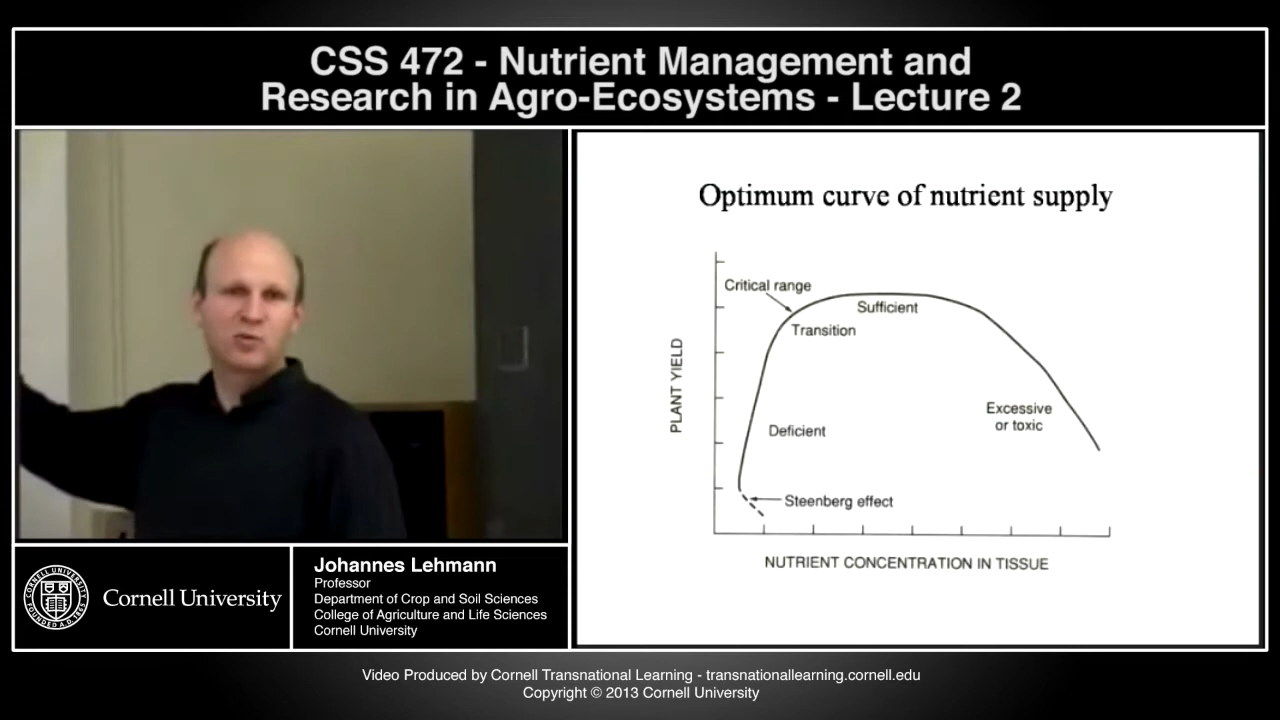 CSS 472 - Nutrient Management and
Research in Agro-Ecosystems - Lecture 2
Optimum curve of nutrient supply
Critical range
Sufficient
Transition
PLANT YIELD
Excessive
or toxic
Deficient
Steenberg effect
NUTRIENT CONCENTRATION IN TISSUE
Cornell University
Johannes Lehmann
Professor
Department of Crop and Soil Sciences
College of Agriculture and Life Sciences
Cornell University
Video Produced by Cornell Transnational Learning - transnationallearning.cornell.edu
Copyright © 2013 Cornell University